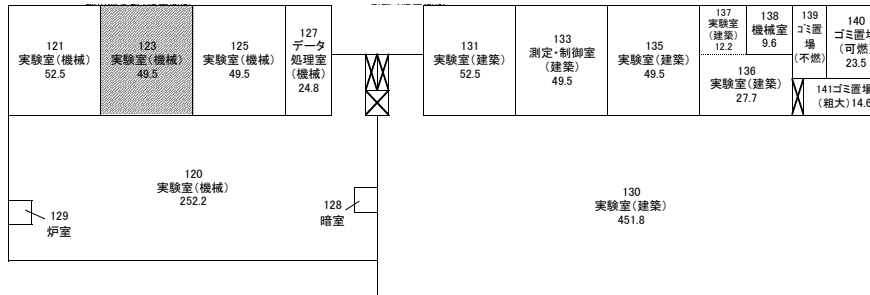 121
実験室(機械)
52.5
123
実験室(機械)
49.5
125
実験室(機械)
49.5
127
データ
処理室
(機械)
24.8
131
実験室(建築)
52.5
133
測定・制御室
(建築)
49.5
135
実験室(建築)
49.5
137
実験室
(建築)
12.2
138
機械室
9.6
139
ゴミ置
場
(不燃)
140
ゴミ置場
(可燃)
23.5
136
実験室(建築)
27.7
141ゴミ置場
(粗大)14.6
120
実験室(機械)
252.2
129
炉室
128
暗室
130
実験室(建築)
451.8